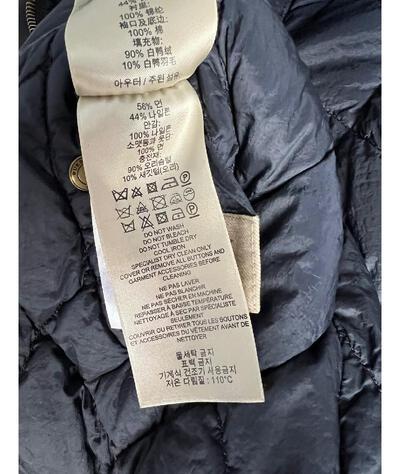 44%
100% 锦纶
袖口及底边:
100% 棉
填充物:
90% 白鸭绒
10% 白鸭羽毛
아우터 / 주원 섬유
56% 면
44% 나일론
안감:
100% 나일론
소맷동과 옷단:
100% 면
충전재:
90% 오리솜털
10% 새깃털(오리)
DO NOT WASH
DO NOT BLEACH
DO NOT TUMBLE DRY
COOL IRON
SPECIALIST DRY CLEAN ONLY
COVER OR REMOVE ALL BUTTONS AND
GARMENT ACCESSORIES BEFORE CLEANING
NE PAS LAVER
NE PAS BLANCHIR
NE PAS SECHER EN MACHINE
REPASSER À BASSE TEMPÉRATURE
NETTOYAGE À SEC PAR SPÉCIALISTE
SEULEMENT
COUVRIR OU RETIRER TOUS LES BOUTONS
ET ACCESSOIRES DU VÊTEMENT AVANT DE
NETTOYER
물세탁 금지
표백 금지
기계식 건조기 사용금지
저온 다림질: 110°C